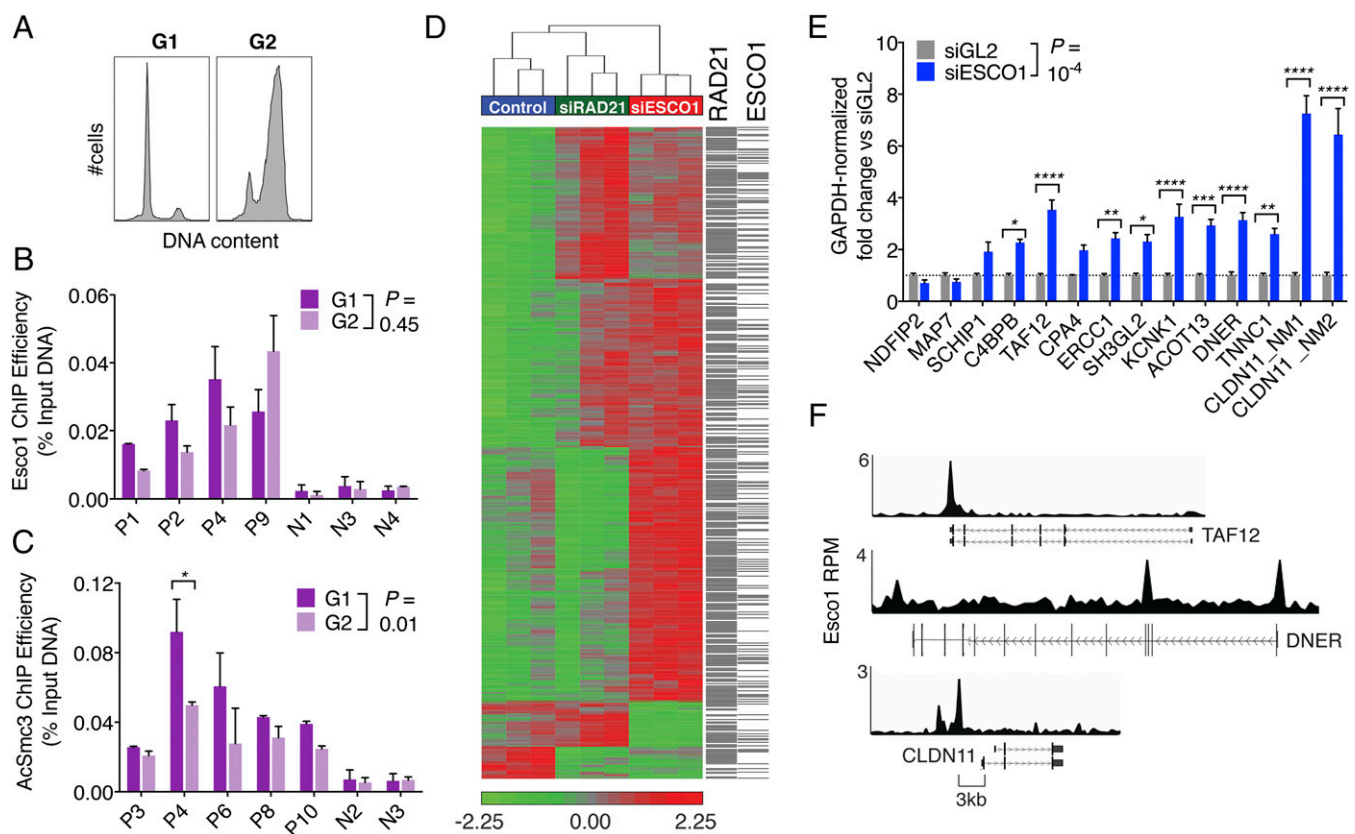 A
G1 G2
#cells
DNA content
B
Esco1 ChIP Efficiency
(% Input DNA)
0.06
0.04
0.02
0.00
G1
G2
P =
0.45
P1 P2 P4 P9 N1 N3 N4
C
AcSmc3 ChIP Efficiency
(% Input DNA)
0.12
0.08
0.04
0.00
*
G1
G2
P =
0.01
P3 P4 P6 P8 P10 N2 N3
D
Control siRAD21 siESCO1
RAD21
ESCO1
-2.25 0.00 2.25
E
GAPDH-normalized
fold change vs siGL2
10
8
6
4
2
0
siGL2
siESCO1
P =
10-4
* **** ** * **** *** **** ** **** ****
NDFIP2 MAP7 SCHIP1 C4BPB TAF12 CPA4 ERCC1 SH3GL2 KCNK1 ACOT13 DNER TNNC1 CLDN11_NM1 CLDN11_NM2
F
Esco1 RPM
6
TAF12
4
DNER
3
CLDN11
3kb